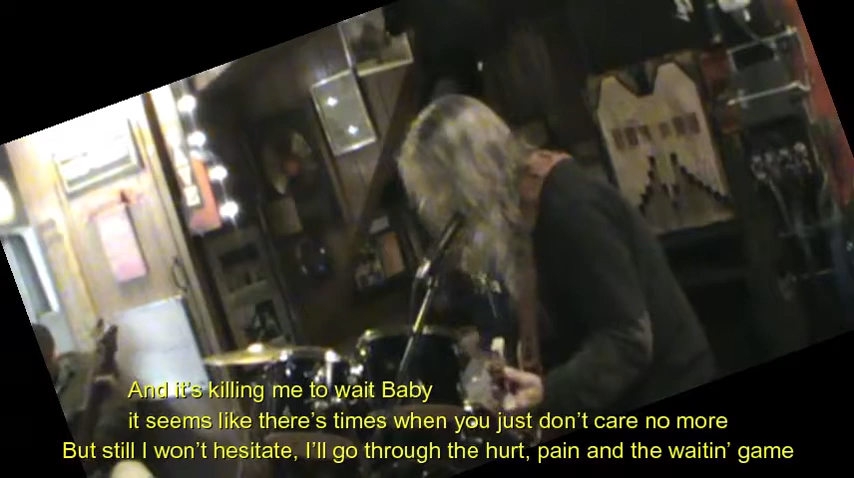 And it's killing me to wait Baby
it seems like there's times when you just don't care no more
But still I won't hesitate, I'll go through the hurt, pain and the waitin' game